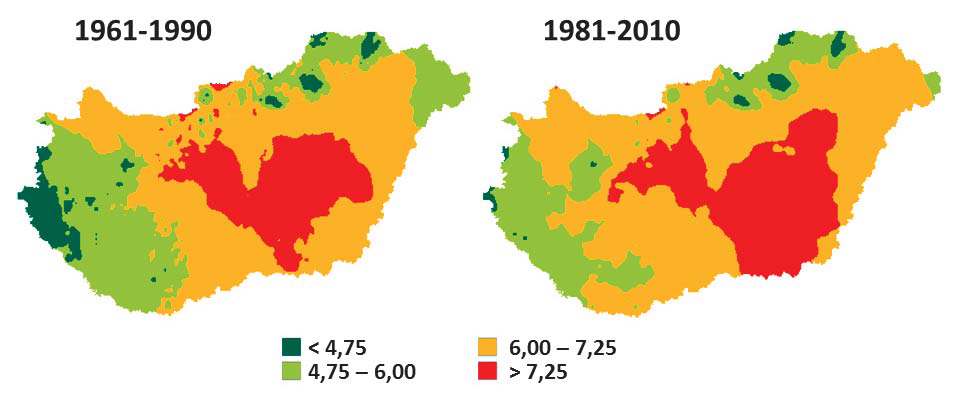 1961-1990
1981-2010
< 4,75
6,00 – 7,25
4,75 – 6,00
> 7,25